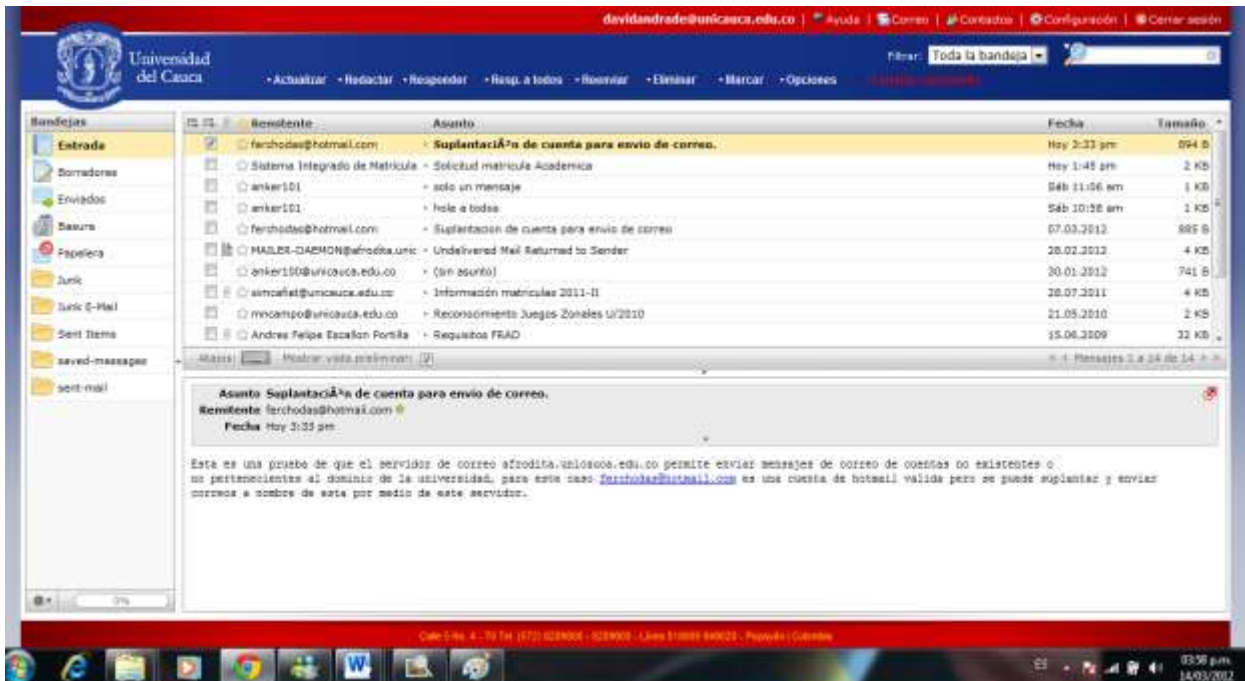 davidandrade@unicauca.edu.co | Ayuda | Correo | Contactos | Configuración | Cerrar sesión
Universidad
del Cauca
Filtrar: Toda la bandeja
Actualizar Redactar Responder Resp. a todos Reenviar Eliminar Marcar Opciones
Bandejas
Entrada
Borradores
Enviados
Basura
Papelera
Junk
Junk E-Mail
Sent Items
saved-messages
sent-mail
0%
Remitente Asunto Fecha Tamaño
ferchodas@hotmail.com SuplantaciÃ³n de cuenta para envio de correo. Hoy 3:33 pm 894 B
Sistema Integrado de Matrícula Solicitud matricula Academica Hoy 1:45 pm 2 KB
anker101 solo un mensaje Sáb 11:06 am 1 KB
anker101 hola a todos Sáb 10:58 am 1 KB
ferchodas@hotmail.com Suplantacion de cuenta para envio de correo 07.03.2012 885 B
MAILER-DAEMON@afrodita.unic Undelivered Mail Returned to Sender 28.02.2012 4 KB
anker100@unicauca.edu.co (sin asunto) 30.01.2012 741 B
simcafiet@unicauca.edu.co Información matriculas 2011-II 28.07.2011 4 KB
mncampo@unicauca.edu.co Reconocimiento Juegos Zonales U/2010 21.05.2010 2 KB
Andres Felipe Escallon Portilla Requisitos FRAD 15.06.2009 32 KB
Mostrar vista preliminar: Mensajes 1 a 14 de 14
Asunto SuplantaciÃ³n de cuenta para envio de correo.
Remitente ferchodas@hotmail.com
Fecha Hoy 3:33 pm
Esta es una prueba de que el servidor de correo afrodita.unicauca.edu.co permite enviar mensajes de correo de cuentas no existentes o
no pertenecientes al dominio de la universidad, para este caso ferchodas@hotmail.com es una cuenta de hotmail valida pero se puede suplantar y enviar
correos a nombre de esta por medio de este servidor.
Popayán | Colombia
W
ES
03:58 p.m.
14/03/2012